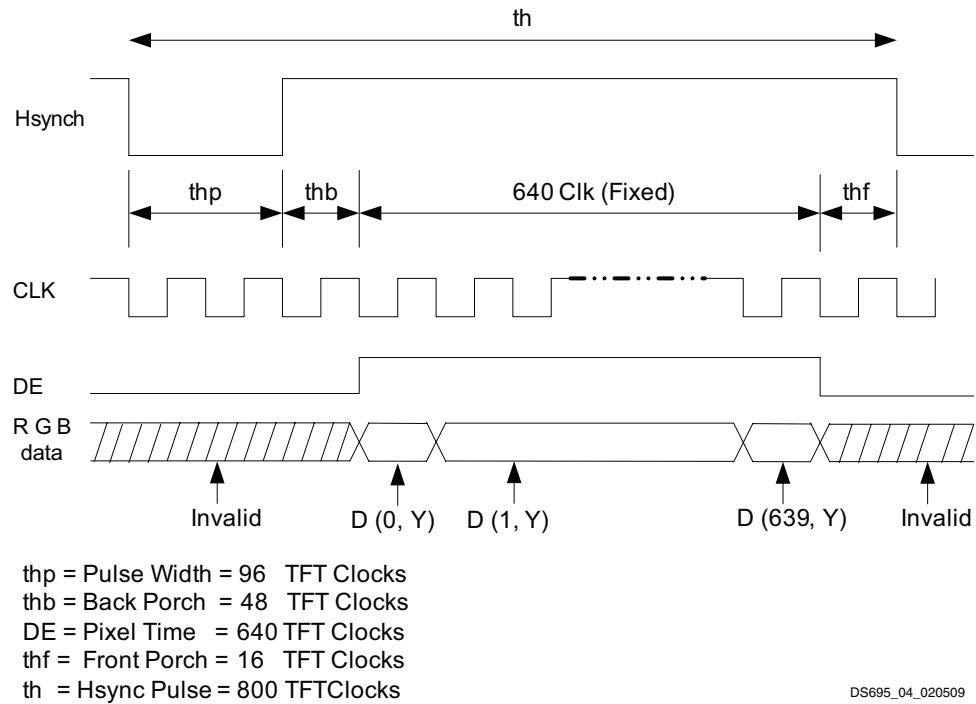 th
Hsynch
thp thb 640 Clk (Fixed) thf
CLK
DE
R G B
data
Invalid D (0, Y) D (1, Y) D (639, Y) Invalid
thp = Pulse Width = 96 TFT Clocks
thb = Back Porch = 48 TFT Clocks
DE = Pixel Time = 640 TFT Clocks
thf = Front Porch = 16 TFT Clocks
th = Hsync Pulse = 800 TFTClocks
DS695_04_020509